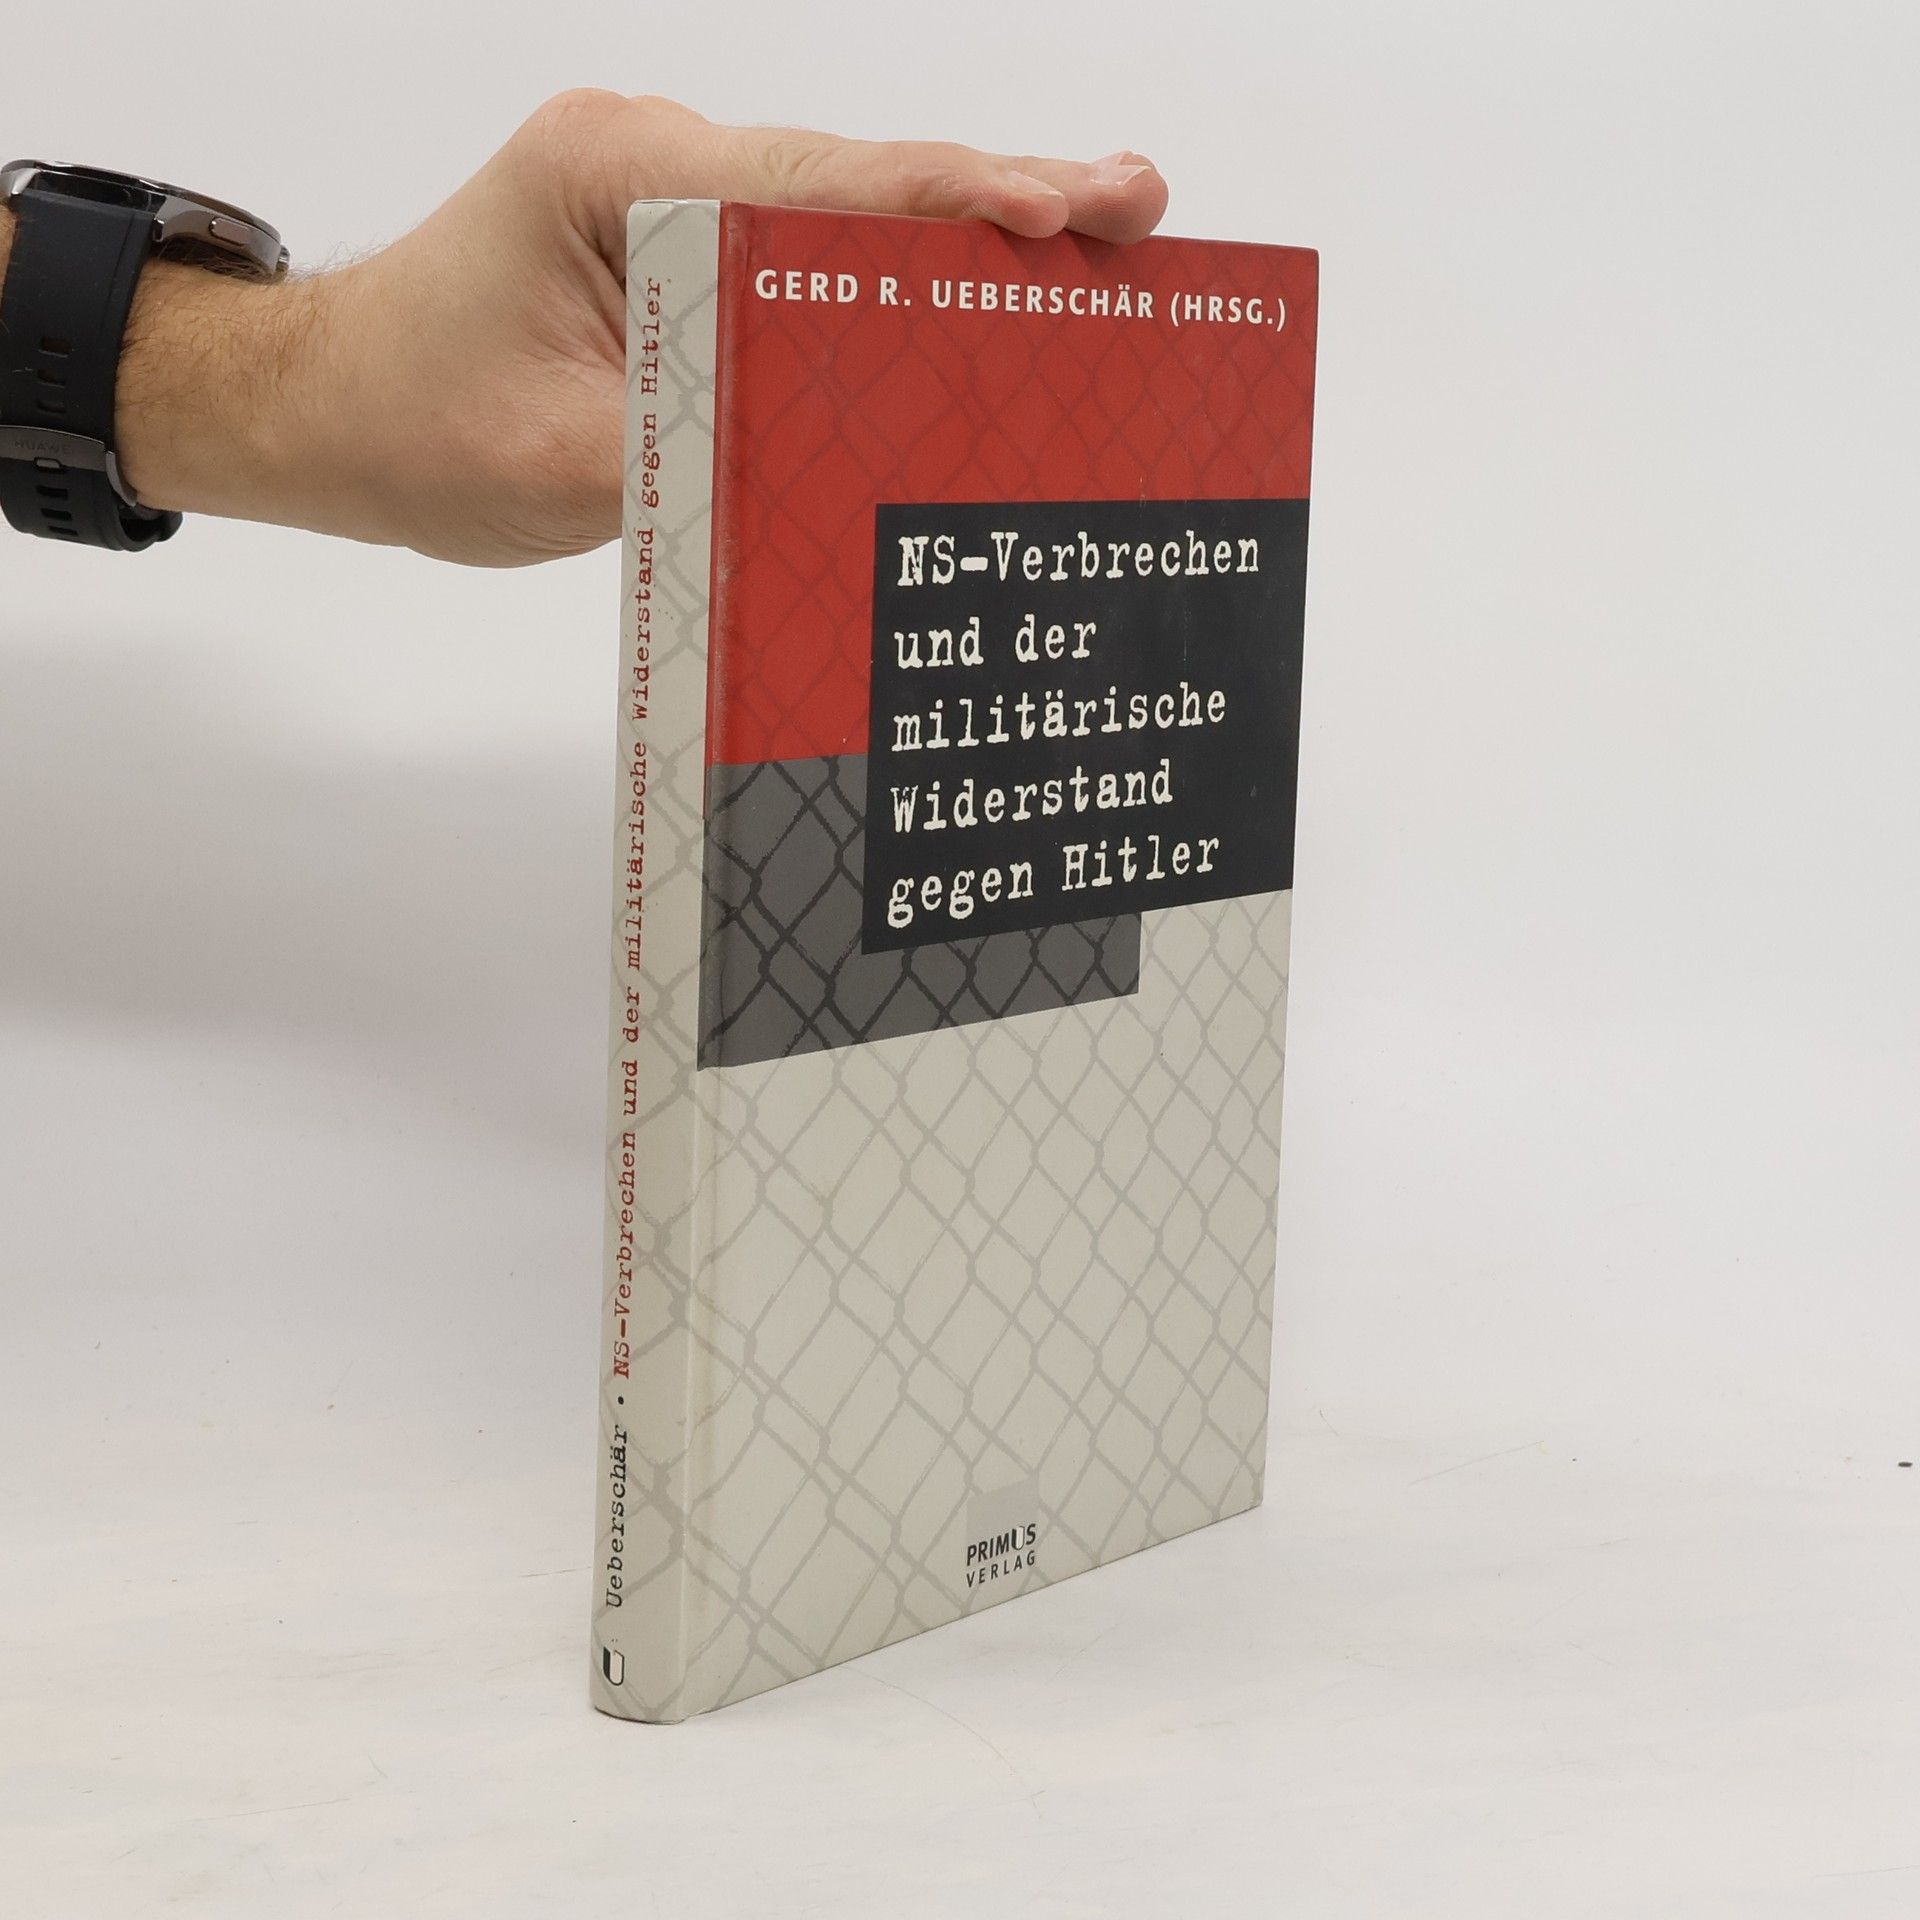 GERD R. UEBERSCHÄR (HRSG.)
NS-Verbrechen
und der
militärische
Widerstand
gegen Hitler
PRIMUS
VERLAG
Ueberschär • NS-Verbrechen und der militärische Widerstand gegen Hitler
U
HUAWEI